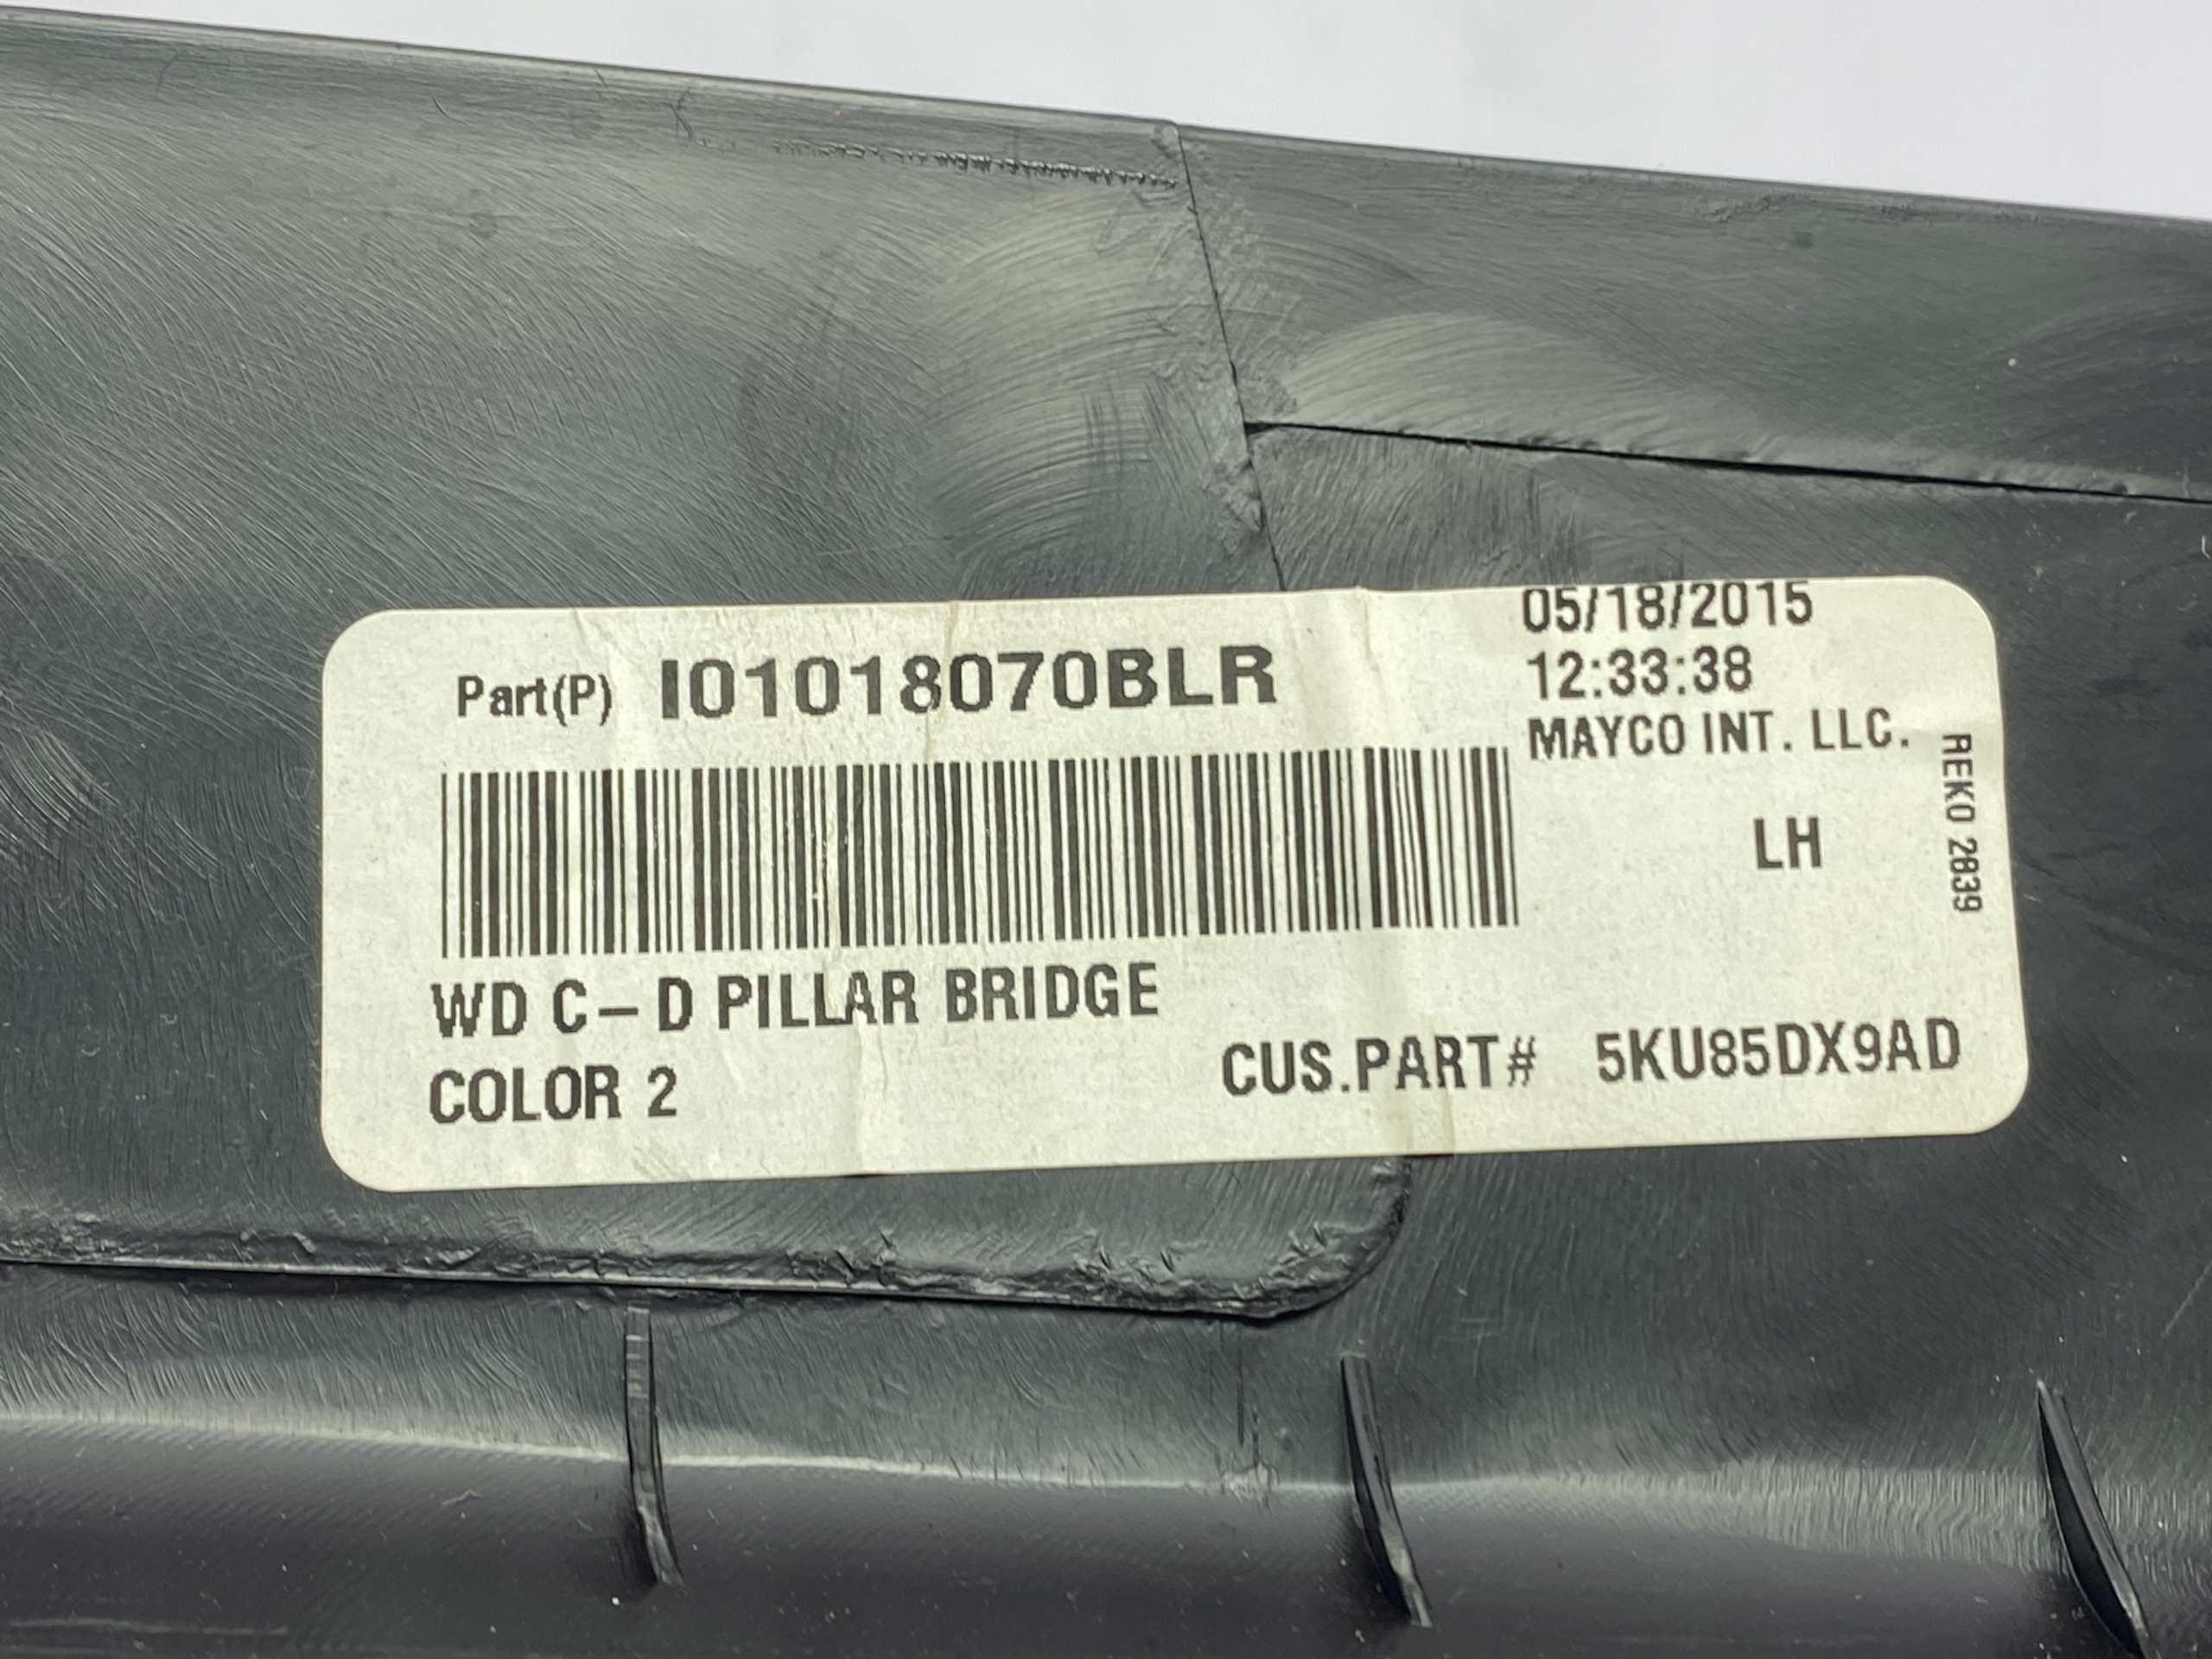 05/18/2015
Part(P) I01018070BLR
12:33:38
MAYCO INT. LLC.
REKO 2839
LH
WD C-D PILLAR BRIDGE
CUS.PART# 5KU85DX9AD
COLOR 2